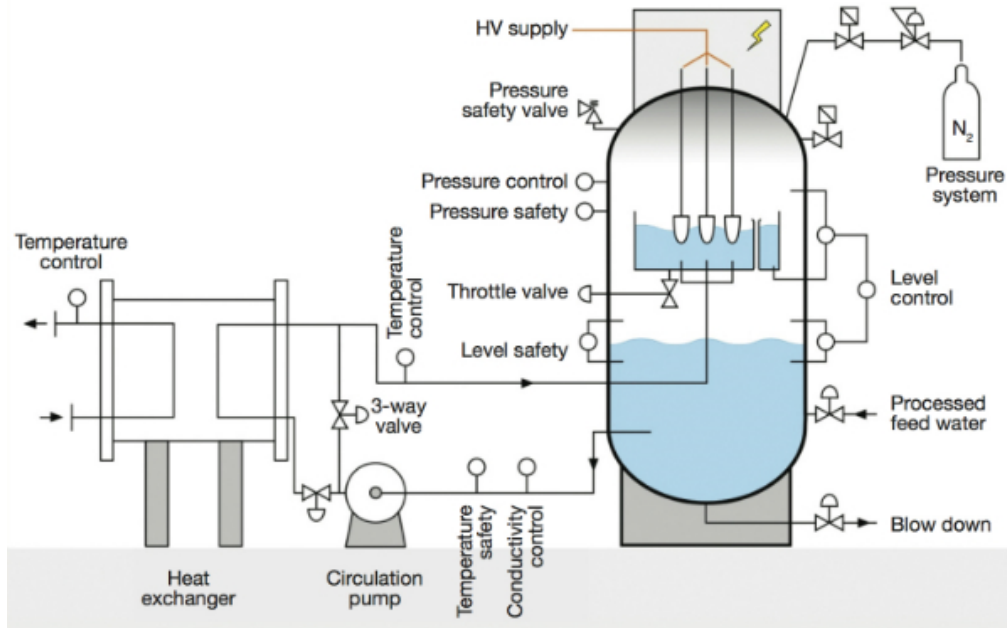 HV supply
Pressure
safety valve
N2
Pressure
system
Pressure control
Pressure safety
Temperature
control
Temperature
control
Throttle valve
Level
control
Level safety
3-way
valve
Processed
feed water
Temperature
safety
Conductivity
control
Blow down
Heat
exchanger
Circulation
pump